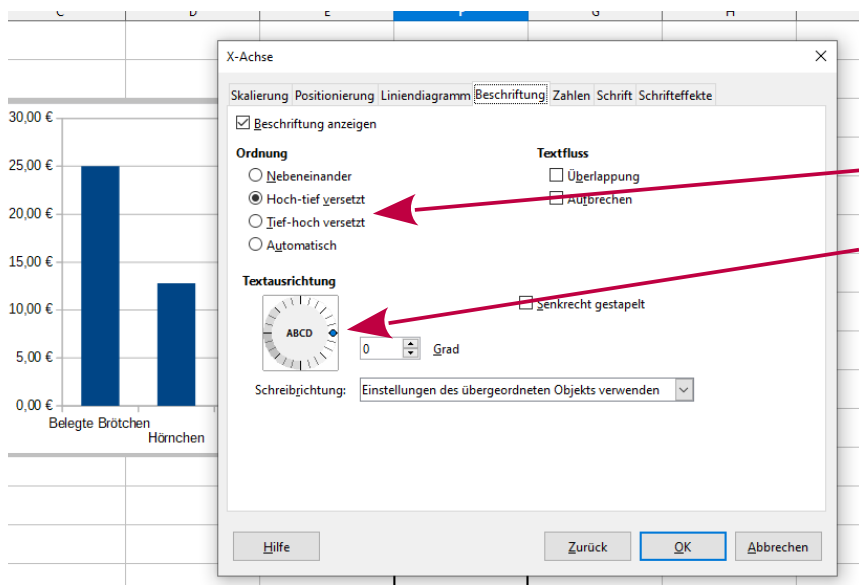 C D E F G H
X-Achse
Skalierung Positionierung Liniendiagramm Beschriftung Zahlen Schrift Schrifteffekte
Beschriftung anzeigen
Ordnung
Textfluss
Nebeneinander
Überlappung
Hoch-tief versetzt
Aufbrechen
Tief-hoch versetzt
Automatisch
Textausrichtung
ABCD
Senkrecht gestapelt
0 Grad
Schreibrichtung: Einstellungen des übergeordneten Objekts verwenden
Hilfe Zurück OK Abbrechen
30,00 €
25,00 €
20,00 €
15,00 €
10,00 €
5,00 €
0,00 €
Belegte Brötchen
Hörnchen